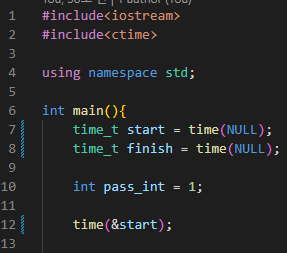 1 #include<iostream>
2 #include<ctime>
3
4 using namespace std;
5
6 int main(){
7 time_t start = time(NULL);
8 time_t finish = time(NULL);
9
10 int pass_int = 1;
11
12 time(&start);
13